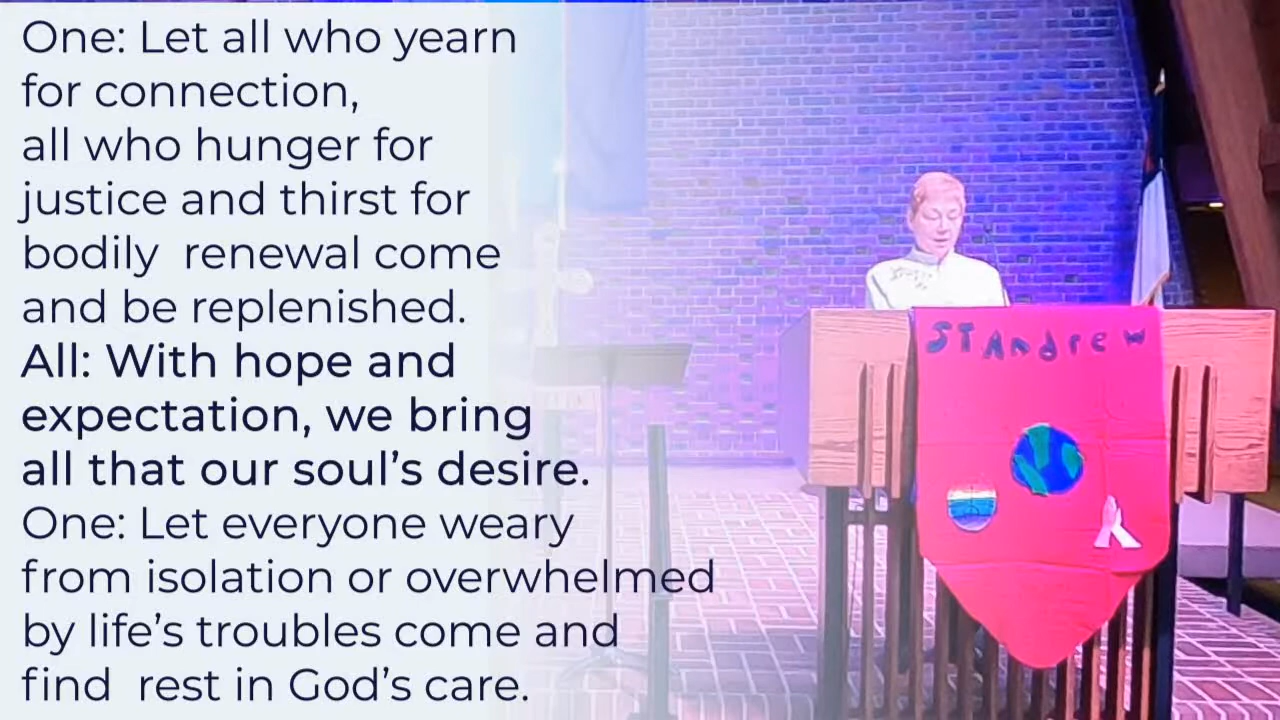 One: Let all who yearn
for connection,
all who hunger for
justice and thirst for
bodily  renewal come
and be replenished.
All: With hope and
expectation, we bring
all that our soul’s desire.
One: Let everyone weary
from isolation or overwhelmed
by life’s troubles come and
find  rest in God’s care.
ST Andrew